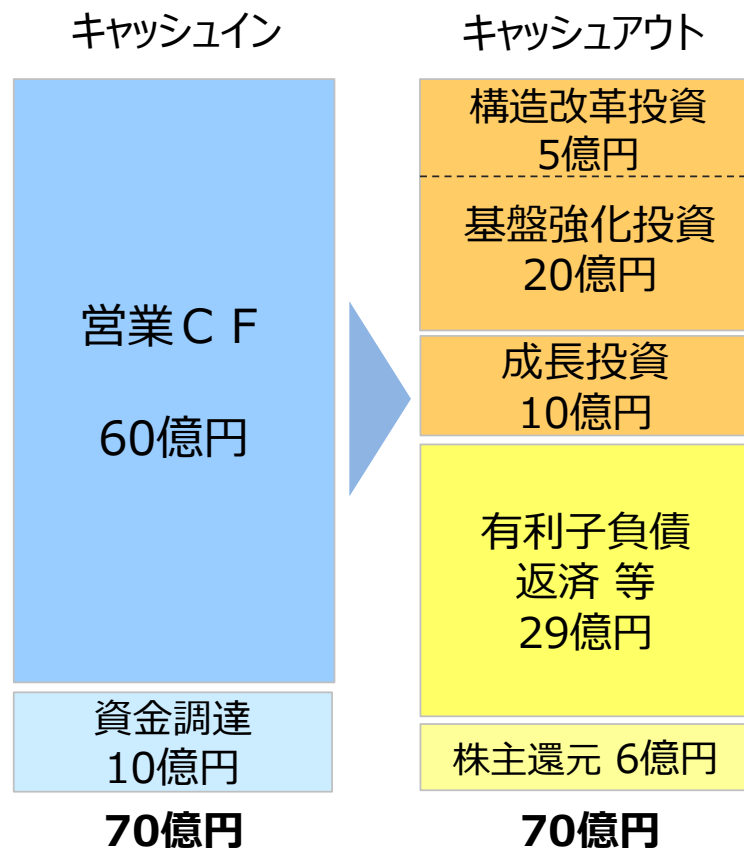 キャッシュイン
キャッシュアウト
営業ＣＦ
60億円
資金調達
10億円
70億円
構造改革投資
5億円
基盤強化投資
20億円
成長投資
10億円
有利子負債
返済 等
29億円
株主還元 6億円
70億円